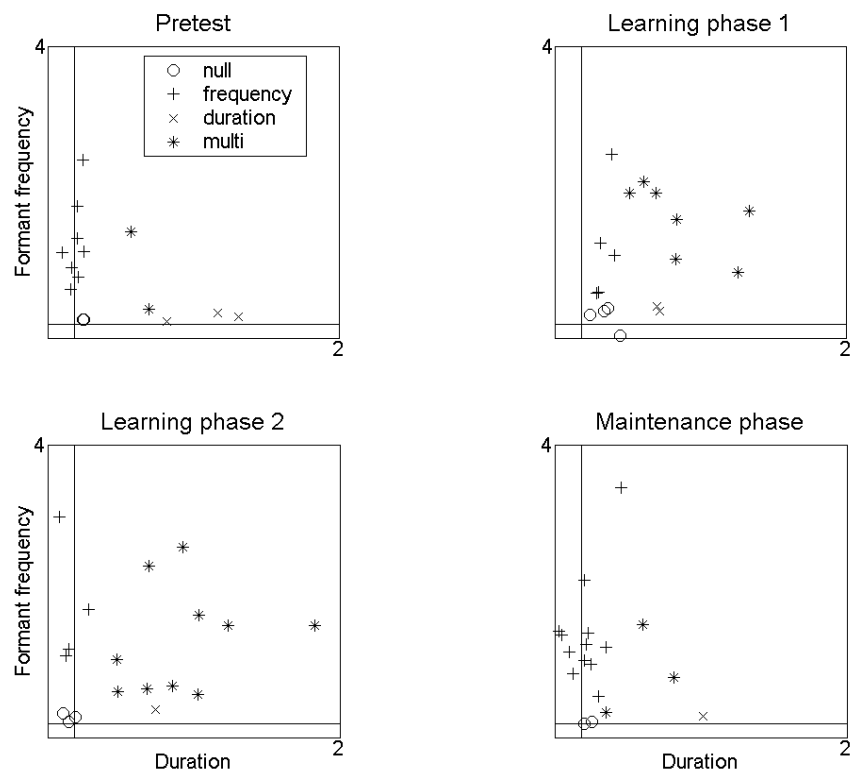 Pretest
4
null
frequency
duration
multi
Formant frequency
2
Learning phase 1
4
2
Learning phase 2
4
Formant frequency
2
Duration
Maintenance phase
4
2
Duration